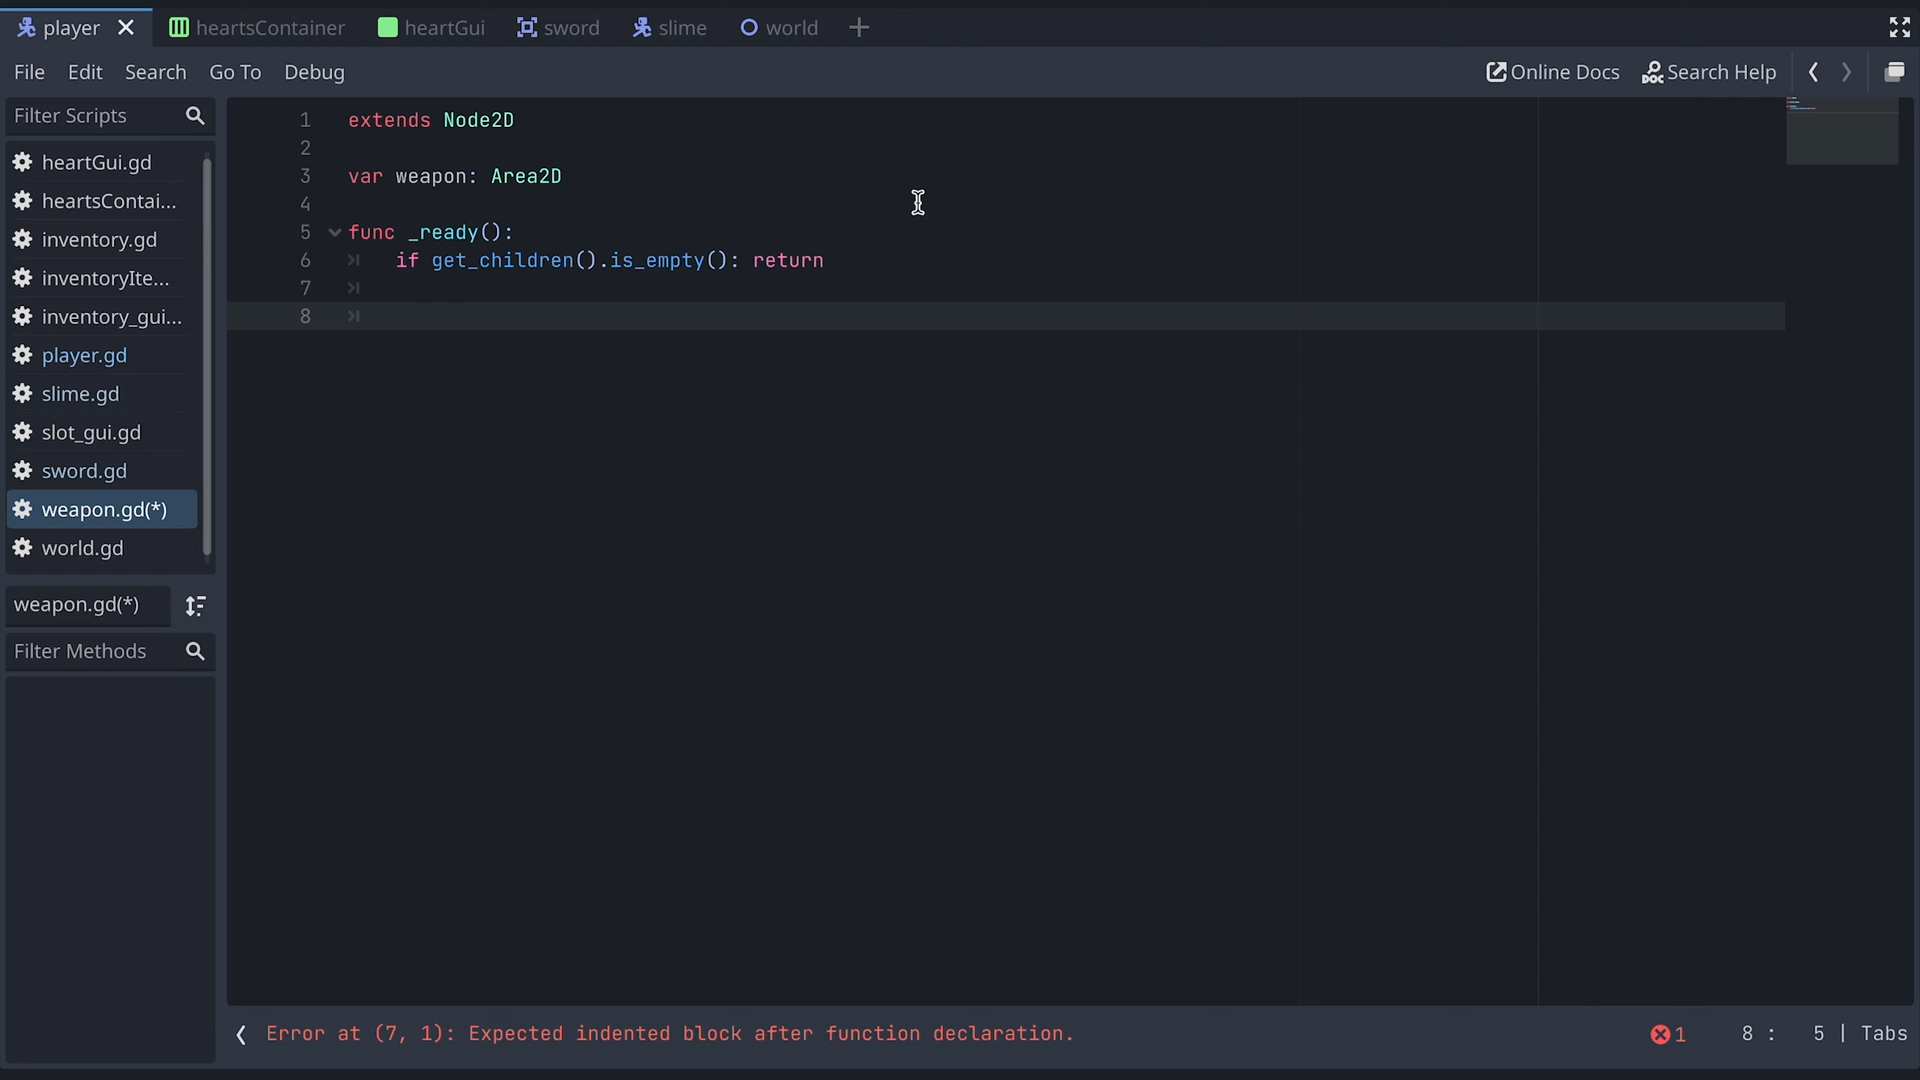 player heartsContainer heartGui sword slime world
File Edit Search Go To Debug Online Docs Search Help
Filter Scripts
heartGui.gd
heartsContai...
inventory.gd
inventoryIte...
inventory_gui...
player.gd
slime.gd
slot_gui.gd
sword.gd
weapon.gd(*)
world.gd
weapon.gd(*)
Filter Methods
1 extends Node2D
2
3 var weapon: Area2D
4
5 func _ready():
6 if get_children().is_empty(): return
7
8
Error at (7, 1): Expected indented block after function declaration.
1 8 : 5 | Tabs